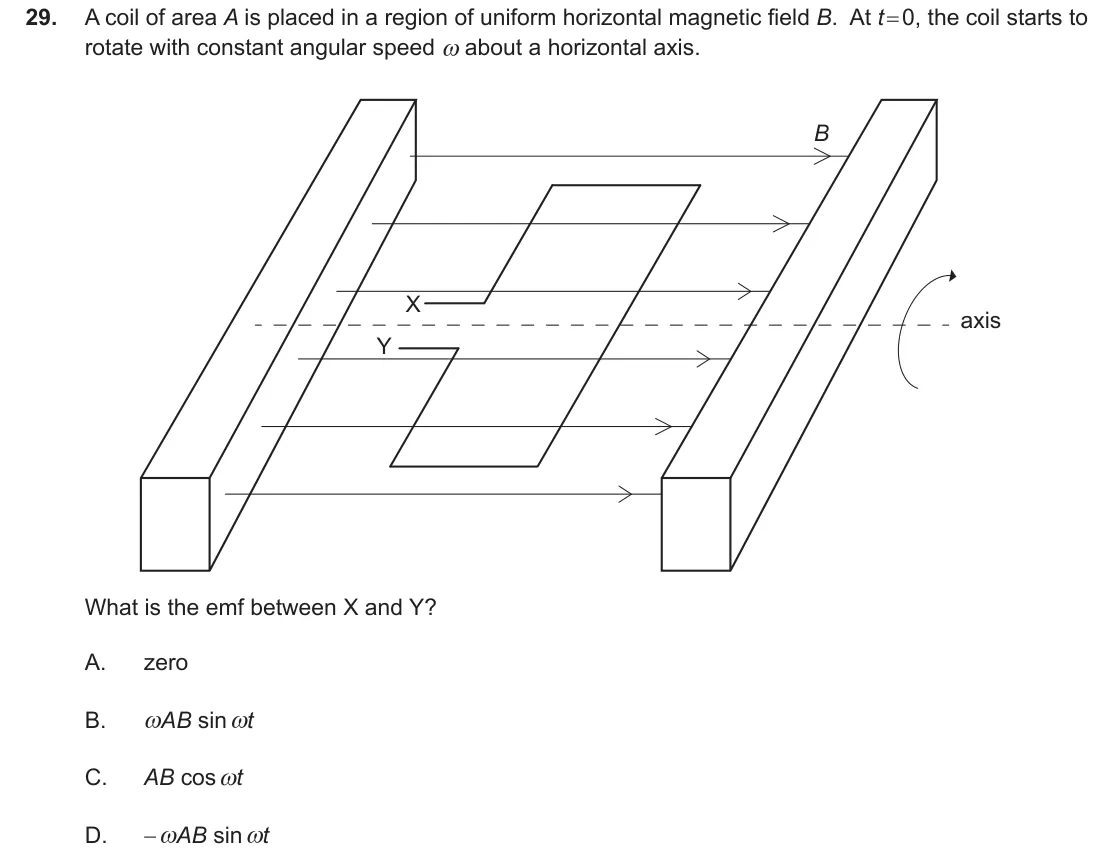 29. A coil of area A is placed in a region of uniform horizontal magnetic field B. At t=0, the coil starts to
rotate with constant angular speed ω about a horizontal axis.
B
X
axis
Y
What is the emf between X and Y?
A. zero
B. ωAB sin ωt
C. AB cos ωt
D. –ωAB sin ωt